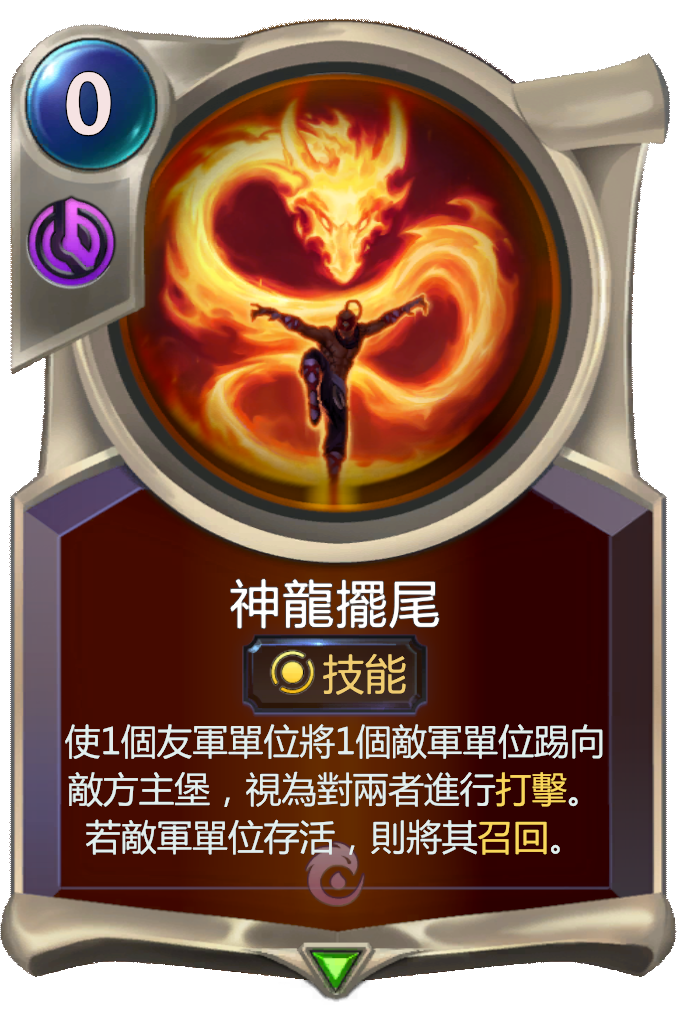 0
神龍擺尾
技能
使1個友軍單位將1個敵軍單位踢向
敵方主堡，視為對兩者進行打擊。
若敵軍單位存活，則將其召回。